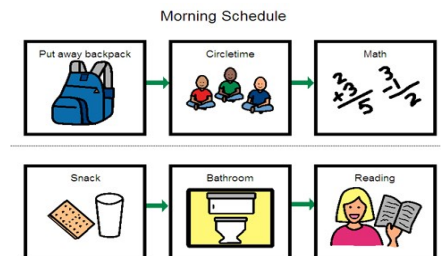 Morning Schedule
Put away backpack
Circletime
Math
2
+3
5
3
-1
2
Snack
Bathroom
Reading